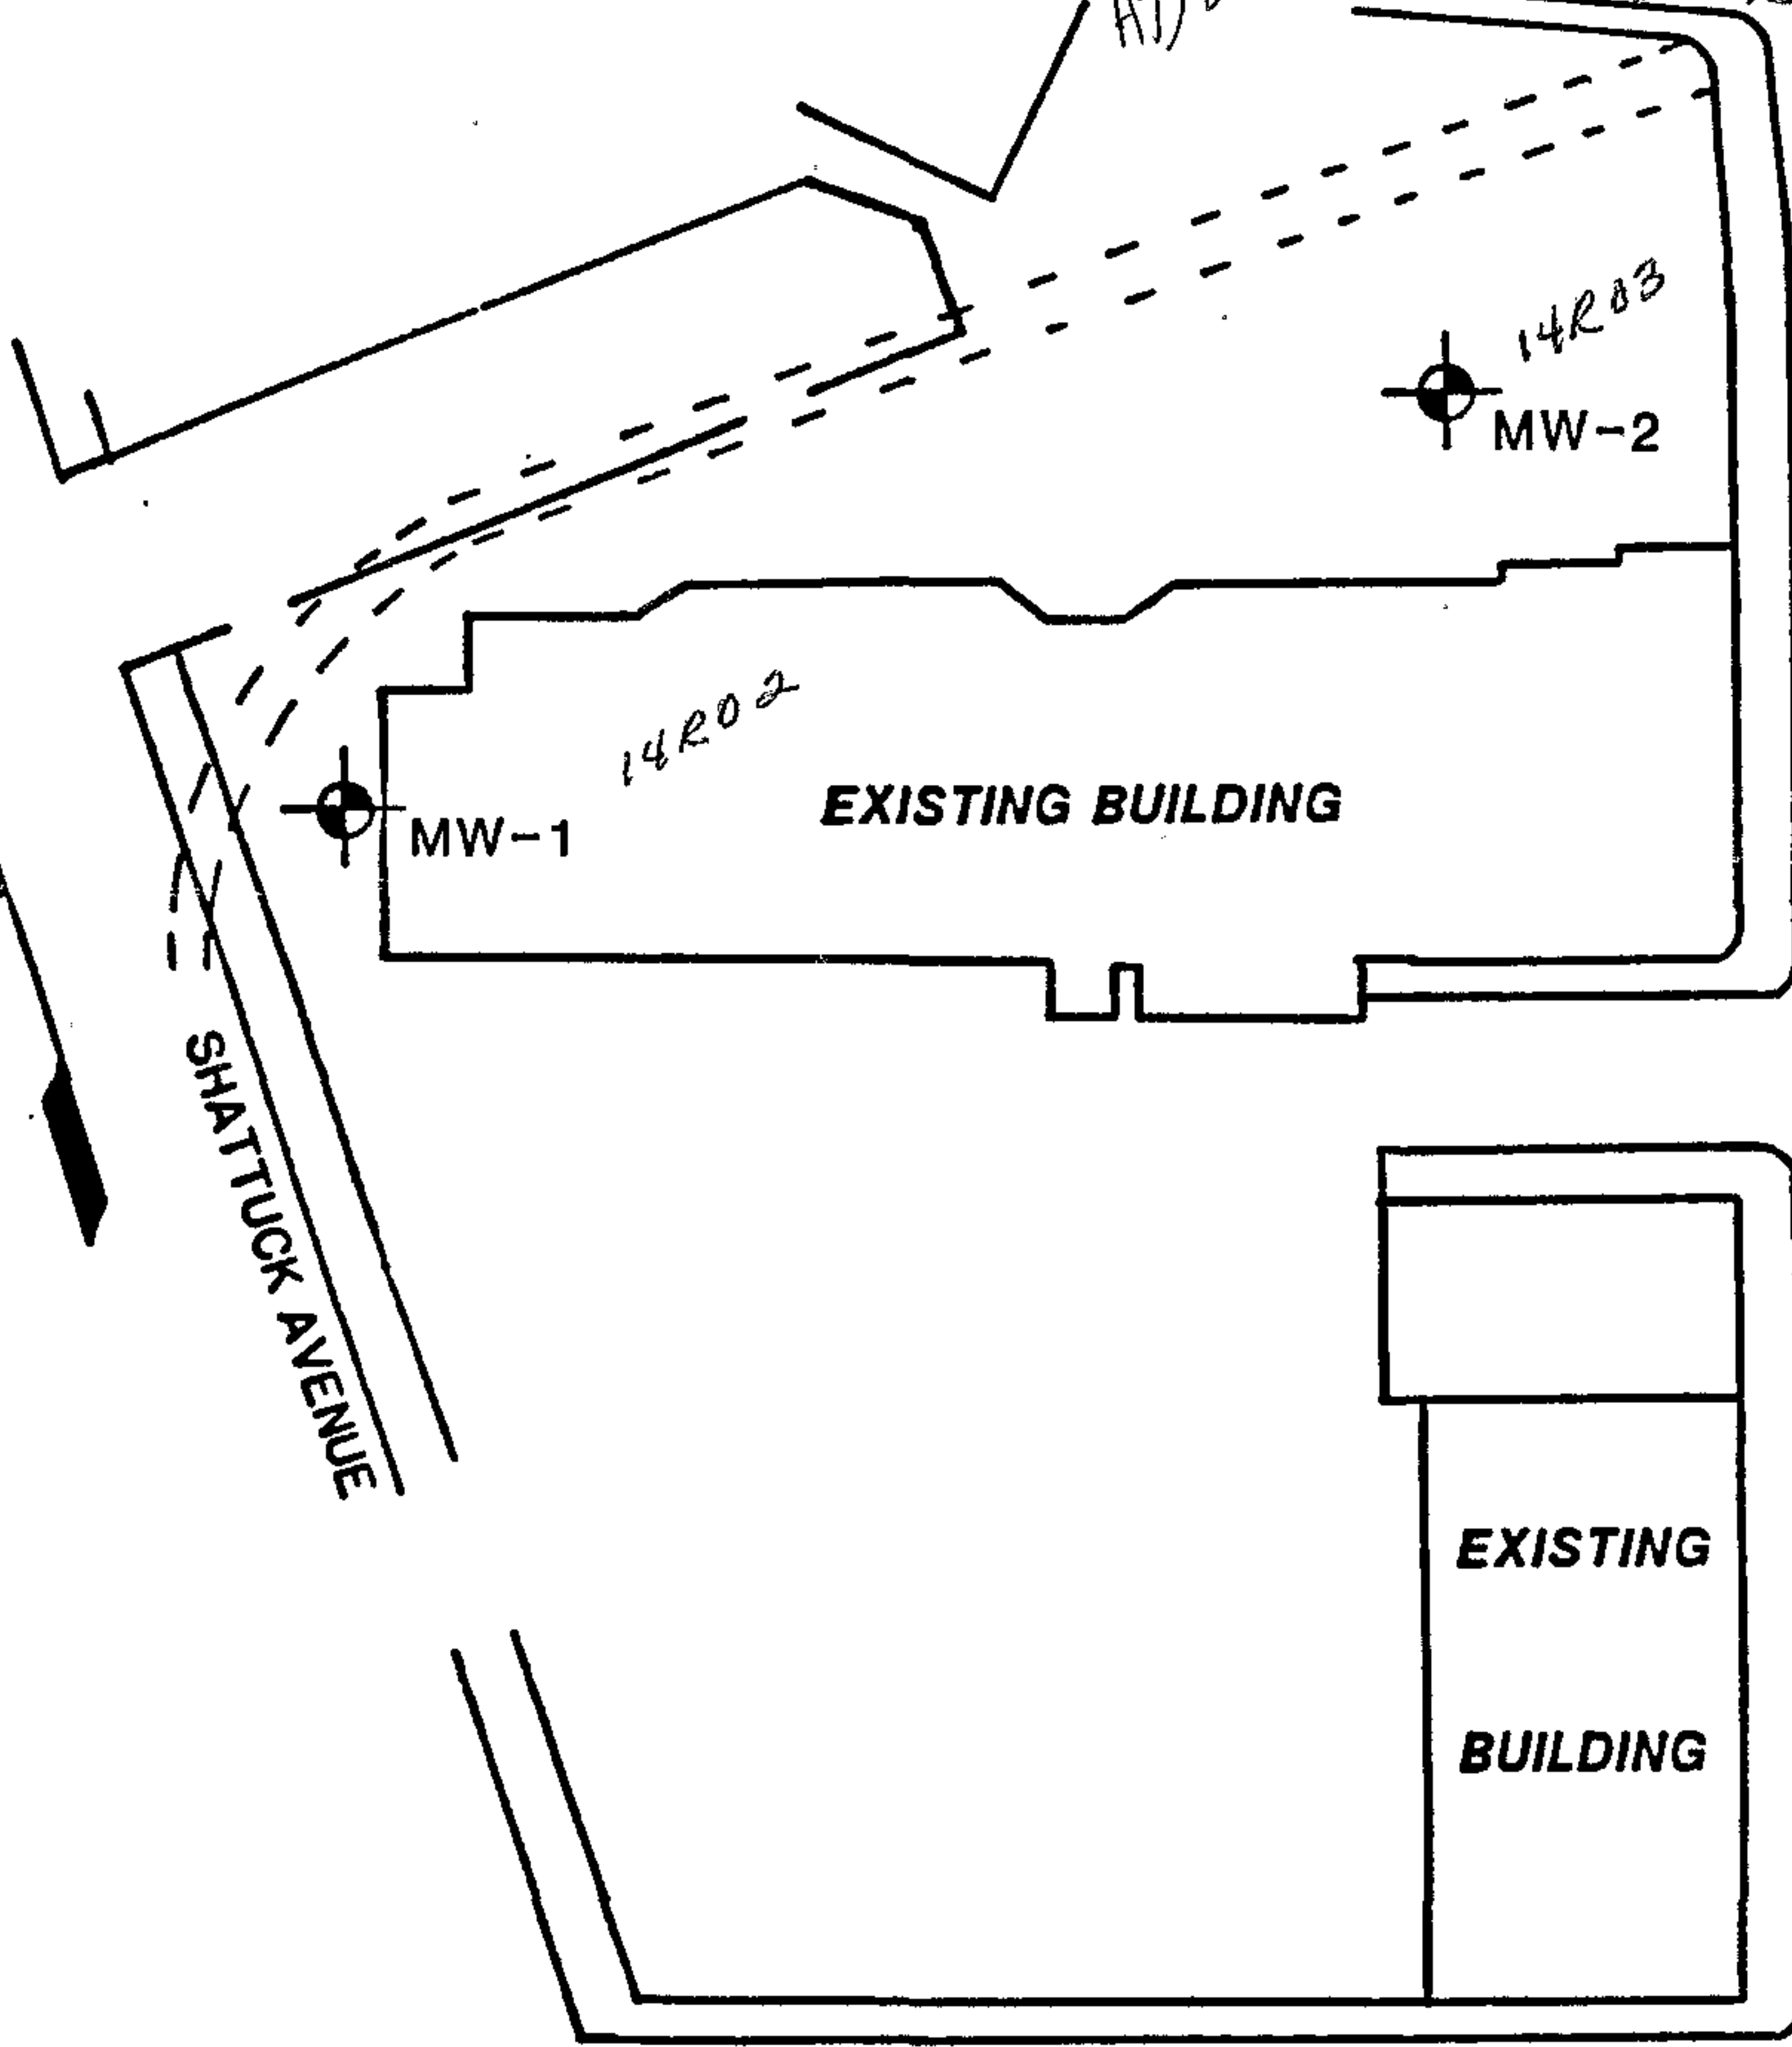 14R03
MW-2
14R02
EXISTING BUILDING
MW-1
SHATTUCK AVENUE
EXISTING
BUILDING